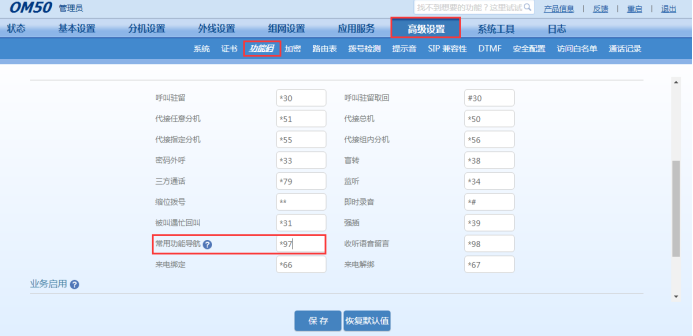 OM50 管理员
找不到想要的功能？这里试试
产品信息 | 反馈 | 重启 | 退出
状态 基本设置 分机设置 外线设置 组网设置 应用服务 高级设置 系统工具 日志
系统 证书 功能码 加密 路由表 拨号检测 提示音 SIP 兼容性 DTMF 安全配置 访问白名单 通话记录
呼叫驻留 *30 呼叫驻留取回 #30
代接任意分机 *51 代接总机 *50
代接指定分机 *55 代接组内分机 *56
密码外呼 *33 盲转 *38
三方通话 *79 监听 *34
缩位拨号 ** 即时录音 *#
被叫遇忙回叫 *31 强插 *39
常用功能导航 ? *97 收听语音留言 *98
来电绑定 *66 来电解绑 *67
业务启用 ?
保 存 恢复默认值